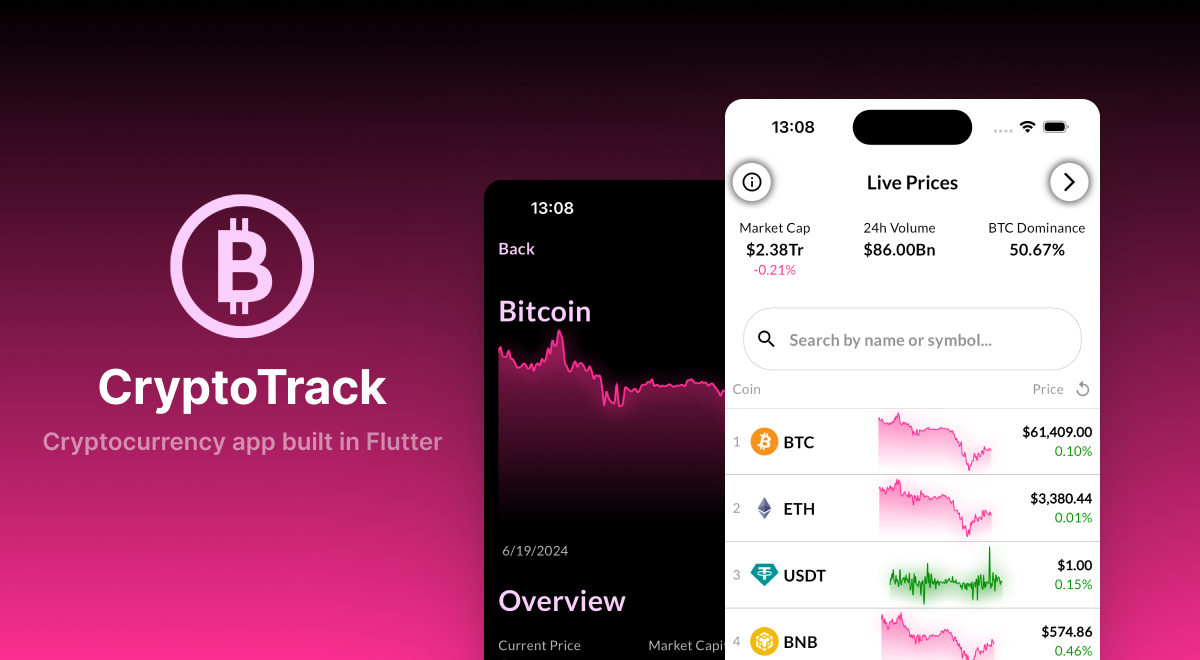 CryptoTrack
Cryptocurrency app built in Flutter
13:08
Back
Bitcoin
6/19/2024
Overview
Current Price
Market Capi
13:08
Live Prices
Market Cap
$2.38Tr
-0.21%
24h Volume
$86.00Bn
BTC Dominance
50.67%
Search by name or symbol...
Coin Price
1 BTC $61,409.00
0.10%
2 ETH $3,380.44
0.01%
3 USDT $1.00
0.15%
4 BNB $574.86
0.46%